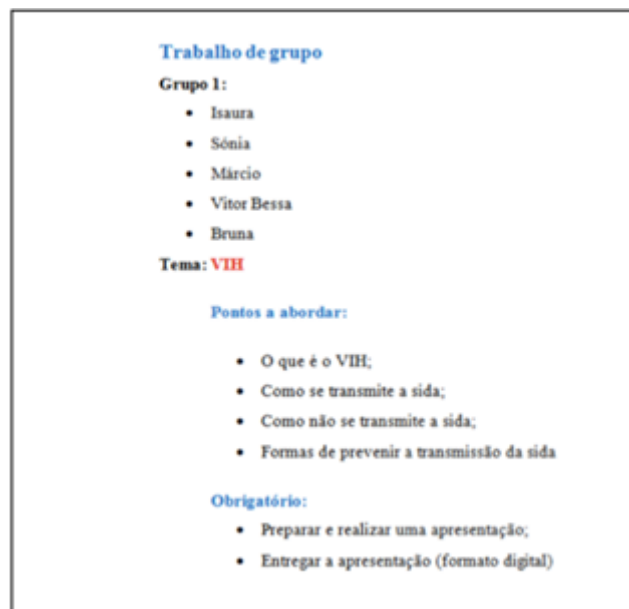 Trabalho de grupo
Grupo 1:
• Isaura
• Sónia
• Márcio
• Vitor Bessa
• Bruna
Tema: VIH
Pontos a abordar:
• O que é o VIH;
• Como se transmite a sida;
• Como não se transmite a sida;
• Formas de prevenir a transmissão da sida
Obrigatório:
• Preparar e realizar uma apresentação;
• Entregar a apresentação (formato digital)